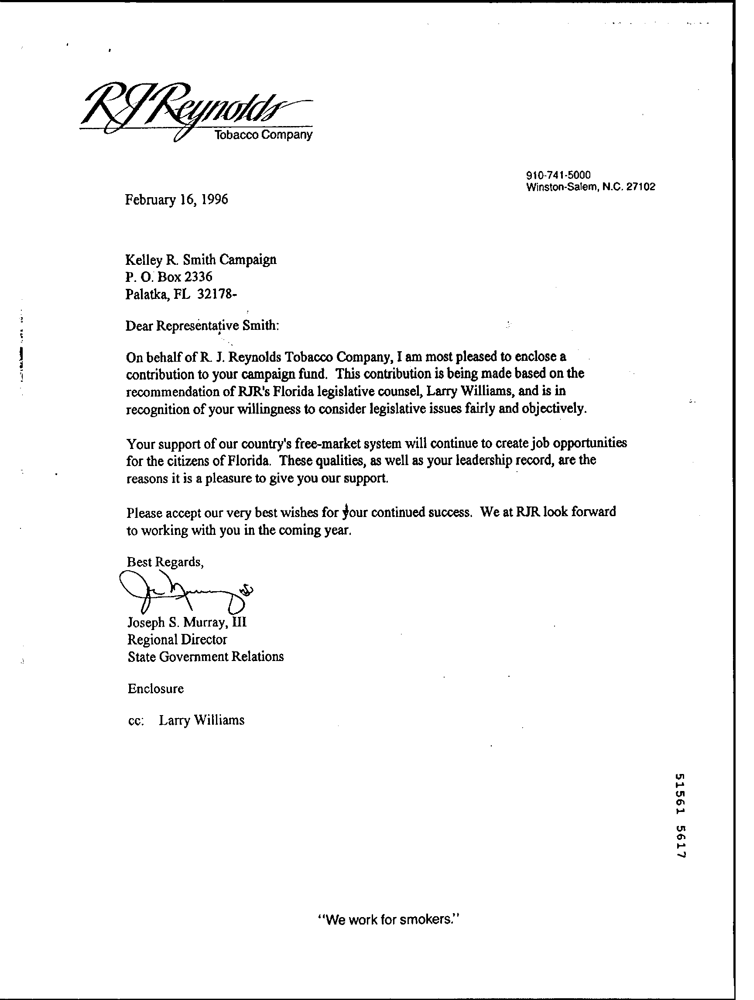 RJReynolds
Tobacco Company
910-741-5000
Winston-Salem, N.C. 27102
February 16, 1996
Kelley R. Smith Campaign
P. O. Box 2336
Palatka, FL 32178-
Dear Representative Smith:
On behalf of R. J. Reynolds Tobacco Company, I am most pleased to enclose a
contribution to your campaign fund. This contribution is being made based on the
recommendation of RJR's Florida legislative counsel, Larry Williams, and is in
recognition of your willingness to consider legislative issues fairly and objectively.
Your support of our country's free-market system will continue to create job opportunities
for the citizens of Florida. These qualities, as well as your leadership record, are the
reasons it is a pleasure to give you our support.
Please accept our very best wishes for your continued success. We at RJR look forward
to working with you in the coming year.
Best Regards,
Joseph S. Murray, III
Regional Director
State Government Relations
Enclosure
cc: Larry Williams
51561 5617
"We work for smokers."